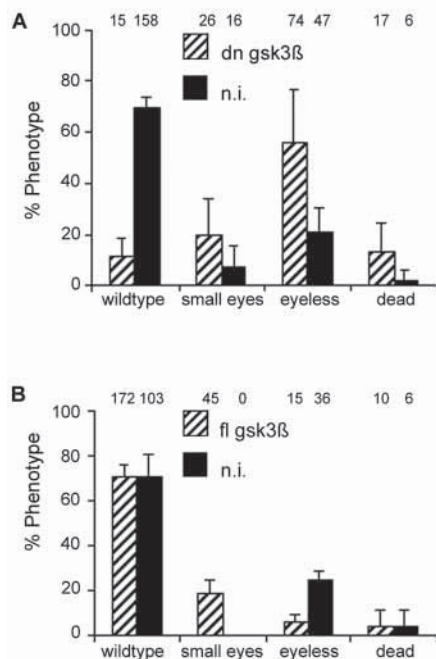 A
15 158 26 16 74 47 17 6
100
80
60
40
20
0
% Phenotype
dn gsk3ß
n.i.
wildtype small eyes eyeless dead
B
172 103 45 0 15 36 10 6
100
80
60
40
20
0
% Phenotype
fl gsk3ß
n.i.
wildtype small eyes eyeless dead